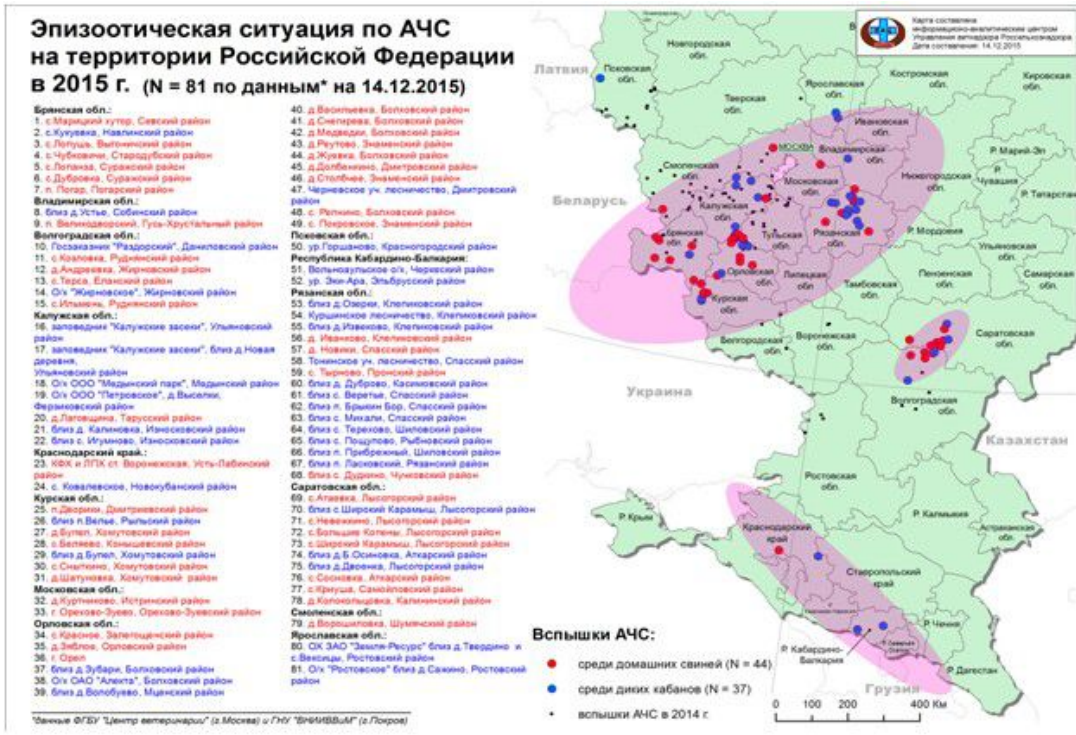 Эпизоотическая ситуация по АЧС
на территории Российской Федерации
в 2015 г. (N = 81 по данным* на 14.12.2015)
Брянская обл.:
1. с.Марицкий хутор, Севский район
2. с.Кукуевка, Навлинский район
3. с.Лопушь, Выгоничский район
4. с.Чубковичи, Стародубский район
5. с.Лопазна, Суражский район
6. с.Дубровка, Суражский район
7. п. Погар, Погарский район
Владимирская обл.:
8. близ д.Устье, Собинский район
9. п. Великодворский, Гусь-Хрустальный район
Волгоградская обл.:
10. Госзаказник "Раздорский", Даниловский район
11. с.Козловка, Руднянский район
12. д.Андреевка, Жирновский район
13. с.Терса, Еланский район
14. О/х "Жирновское", Жирновский район
15. с.Ильмень, Руднянский район
Калужская обл.:
16. заповедник "Калужские засеки", Ульяновский
район
17. заповедник "Калужские засеки", близ д.Новая
деревня,
Ульяновский район
18. О/х ООО "Медынский парк", Медынский район
19. О/х ООО "Петровское", д.Выселки,
Ферзиковский район
20. д.Лаговщина, Тарусский район
21. близ д. Калиновка, Износковский район
22. близ с. Игумново, Износковский район
Краснодарский край.:
23. КФХ и ЛПХ ст. Воронежская, Усть-Лабинский
район
24. с. Ковалевское, Новокубанский район
Курская обл.:
25. п.Дворики, Дмитриевский район
26. близ п.Велье, Рыльский район
27. д.Бупел, Хомутовский район
28. с.Беляево, Конышевский район
29. близ д.Бупел, Хомутовский район
30. с.Сныткино, Хомутовский район
31. д.Шатуновка, Хомутовский район
Московская обл.:
32. д.Куртниково, Истринский район
33. г. Орехово-Зуево, Орехово-Зуевский район
Орловская обл.:
34. с.Красное, Залегощенский район
35. д.Зяблое, Орловский район
36. г. Орел
37. близ д.Зубари, Болховский район
38. О/х ОАО "Алекта", Болховский район
39. близ д.Волобуево, Мценский район
40. д.Васильевка, Болховский район
41. д.Снегирева, Болховский район
42. д.Медведки, Болховский район
43. д.Реутово, Знаменский район
44. д.Жуевка, Болховский район
45. д.Долбенкино, Дмитровский район
46. д.Столбчее, Знаменский район
47. Черневское уч. лесничество, Дмитровский
район
48. с. Репнино, Болховский район
49. с. Покровское, Знаменский район
Псковская обл.:
50. ур.Горшаново, Красногородский район
Республика Кабардино-Балкария:
51. Вольноаульское о/х, Черекский район
52. ур. Эки-Ара, Эльбрусский район
Рязанская обл.:
53. близ д.Озерки, Клепиковский район
54. Куршинское лесничество, Клепиковский район
55. близ д.Извеково, Клепиковский район
56. д. Иваново, Клепиковский район
57. д. Новики, Спасский район
58. Тонкинское уч. лесничество, Спасский район
59. с. Тырново, Пронский район
60. близ д. Дуброво, Касимовский район
61. близ с. Веретье, Спасский район
62. близ п. Брыкин Бор, Спасский район
63. близ с. Михали, Спасский район
64. близ с. Терехово, Шиловский район
65. близ с. Пощупово, Рыбновский район
66. близ п. Прибрежный, Шиловский район
67. близ п. Ласковский, Рязанский район
68. близ с. Дудкино, Чучковский район
Саратовская обл.:
69. с.Атаевка, Лысогорский район
70. близ с.Широкий Карамыш, Лысогорский район
71. с.Невежкино, Лысогорский район
72. с.Большие Копены, Лысогорский район
73. с.Широкий Карамыш, Лысогорский район
74. близ д.Б.Осиновка, Аткарский район
75. близ д.Двоенка, Лысогорский район
76. с.Сосновка, Аткарский район
77. с.Криуша, Самойловский район
78. д.Колокольцовка, Калининский район
Смоленская обл.:
79. д.Ворошиловка, Шумячский район
Ярославская обл.:
80. ОХ ЗАО "Земля-Ресурс" близ д.Твердино и
с.Вексицы, Ростовский район
81. О/х "Ростовское" близ д.Сажино, Ростовский
район
*данные ФГБУ "Центр ветеринарии" (г.Москва) и ГНУ "ВНИИВВиМ" (г.Покров)
Карта составлена
информационно-аналитическим центром
Управления ветнадзора Россельхознадзора
Дата составления: 14.12.2015
Латвия
Псковская
обл.
Новгородская
обл.
Тверская
обл.
Ярославская
обл.
Костромская
обл.
Кировская
обл.
Ивановская
обл.
Владимирская
обл.
МОСКВА
Московская
обл.
Смоленская
обл.
Нижегородская
обл.
Р. Марий-Эл
Р.
Чувашия
Р. Татарстан
Беларусь
Калужская
обл.
Брянская
обл.
Тульская
обл.
Рязанская
обл.
Р. Мордовия
Ульяновская
обл.
Орловская
обл.
Липецкая
обл.
Тамбовская
обл.
Пензенская
обл.
Самарская
обл.
Курская
обл.
Белгородская
обл.
Воронежская
обл.
Саратовская
обл.
Украина
Волгоградская
обл.
Казахстан
Ростовская
обл.
Р. Калмыкия
Астраханская
обл.
Р. Крым
Краснодарский
край
Ставропольский
край
Р. Чечня
Р. Кабардино-
Балкария
Р. Дагестан
Грузия
Вспышки АЧС:
среди домашних свиней (N = 44)
среди диких кабанов (N = 37)
вспышки АЧС в 2014 г.
0 100 200 400 Км